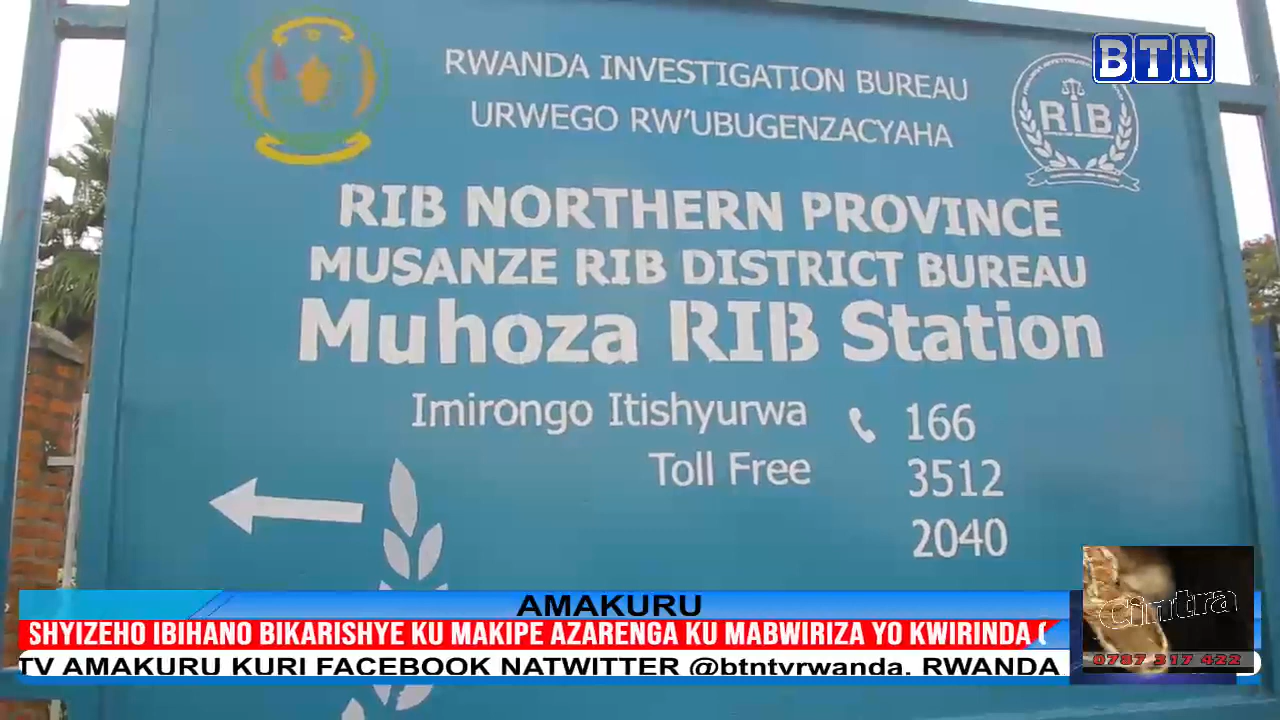 BTN
RWANDA INVESTIGATION BUREAU
URWEGO RW'UBUGENZACYAHA
RIB
RIB NORTHERN PROVINCE
MUSANZE RIB DISTRICT BUREAU
Muhoza RIB Station
Imirongo Itishyurwa 166
Toll Free 3512
2040
AMAKURU
SHYIZEHO IBIHANO BIKARISHYE KU MAKIPE AZARENGA KU MABWIRIZA YO KWIRINDA
TV AMAKURU KURI FACEBOOK NATWITTER @btntvrwanda. RWANDA
Cintra
0787 317 422